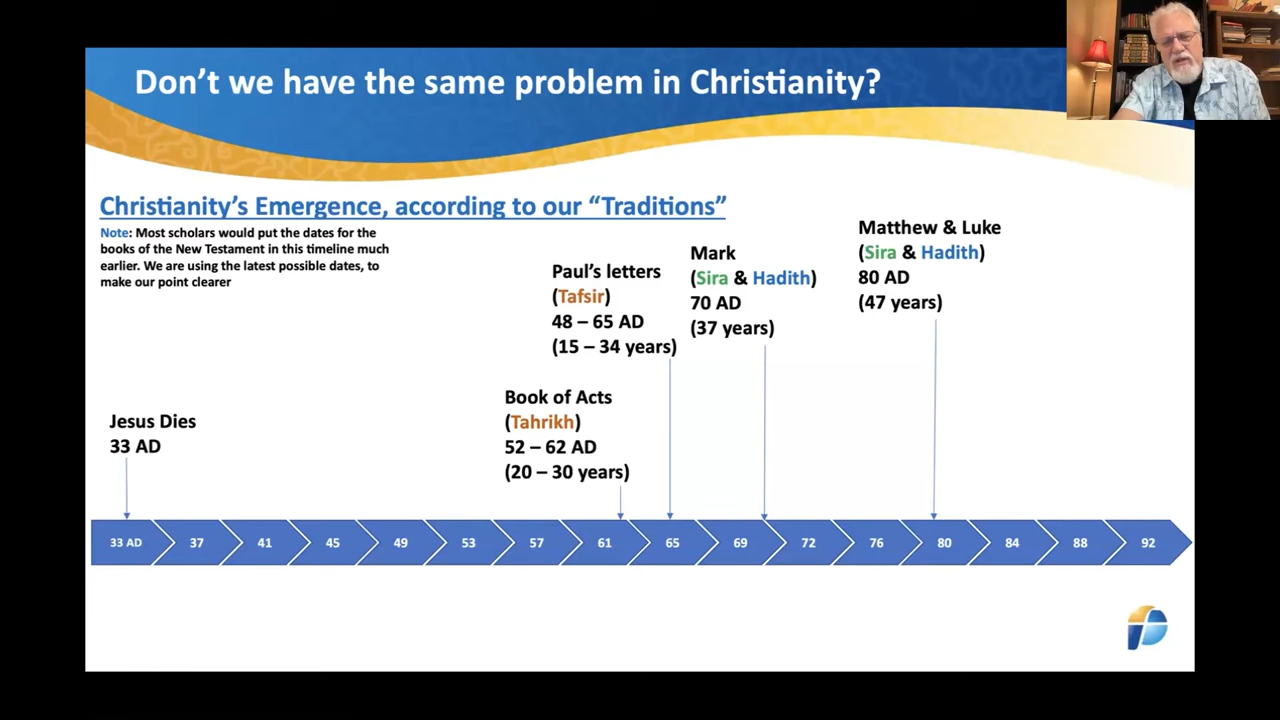 Don't we have the same problem in Christianity?
Christianity's Emergence, according to our “Traditions”
Note: Most scholars would put the dates for the
books of the New Testament in this timeline much
earlier. We are using the latest possible dates, to
make our point clearer
Jesus Dies
33 AD
Book of Acts
(Tahrikh)
52 – 62 AD
(20 – 30 years)
Paul's letters
(Tafsir)
48 – 65 AD
(15 – 34 years)
Mark
(Sira & Hadith)
70 AD
(37 years)
Matthew & Luke
(Sira & Hadith)
80 AD
(47 years)
33 AD 37 41 45 49 53 57 61 65 69 72 76 80 84 88 92